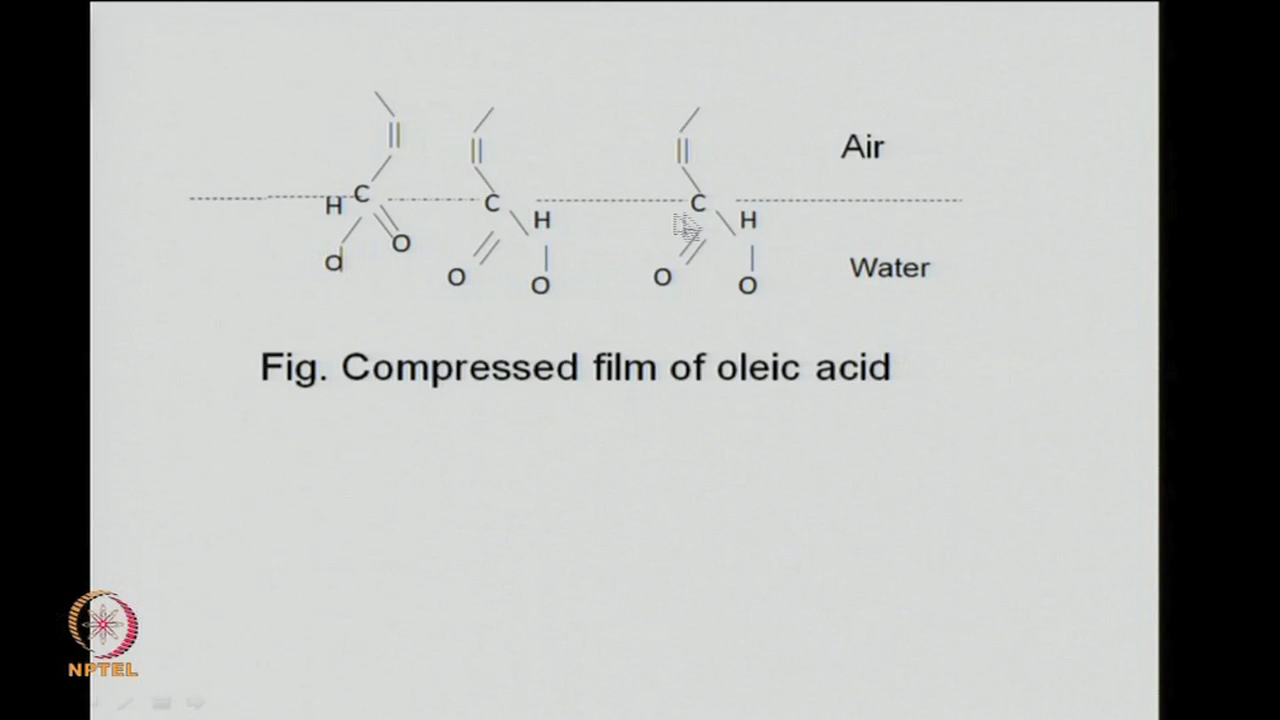 Air
C C C
H H H
O
O O O O O
Water
Fig. Compressed film of oleic acid
NPTEL